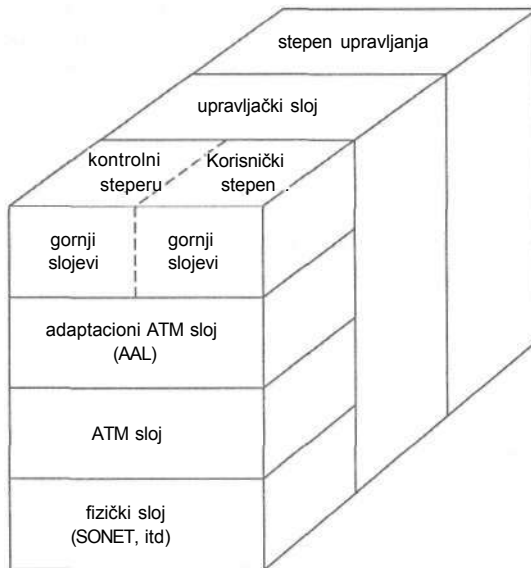 stepen upravljanja
upravljački sloj
kontrolni
steperu
Korisnički
stepen .
gornji
slojevi
gornji
slojevi
adaptacioni ATM sloj
(AAL)
ATM sloj
fizički sloj
(SONET, itd)